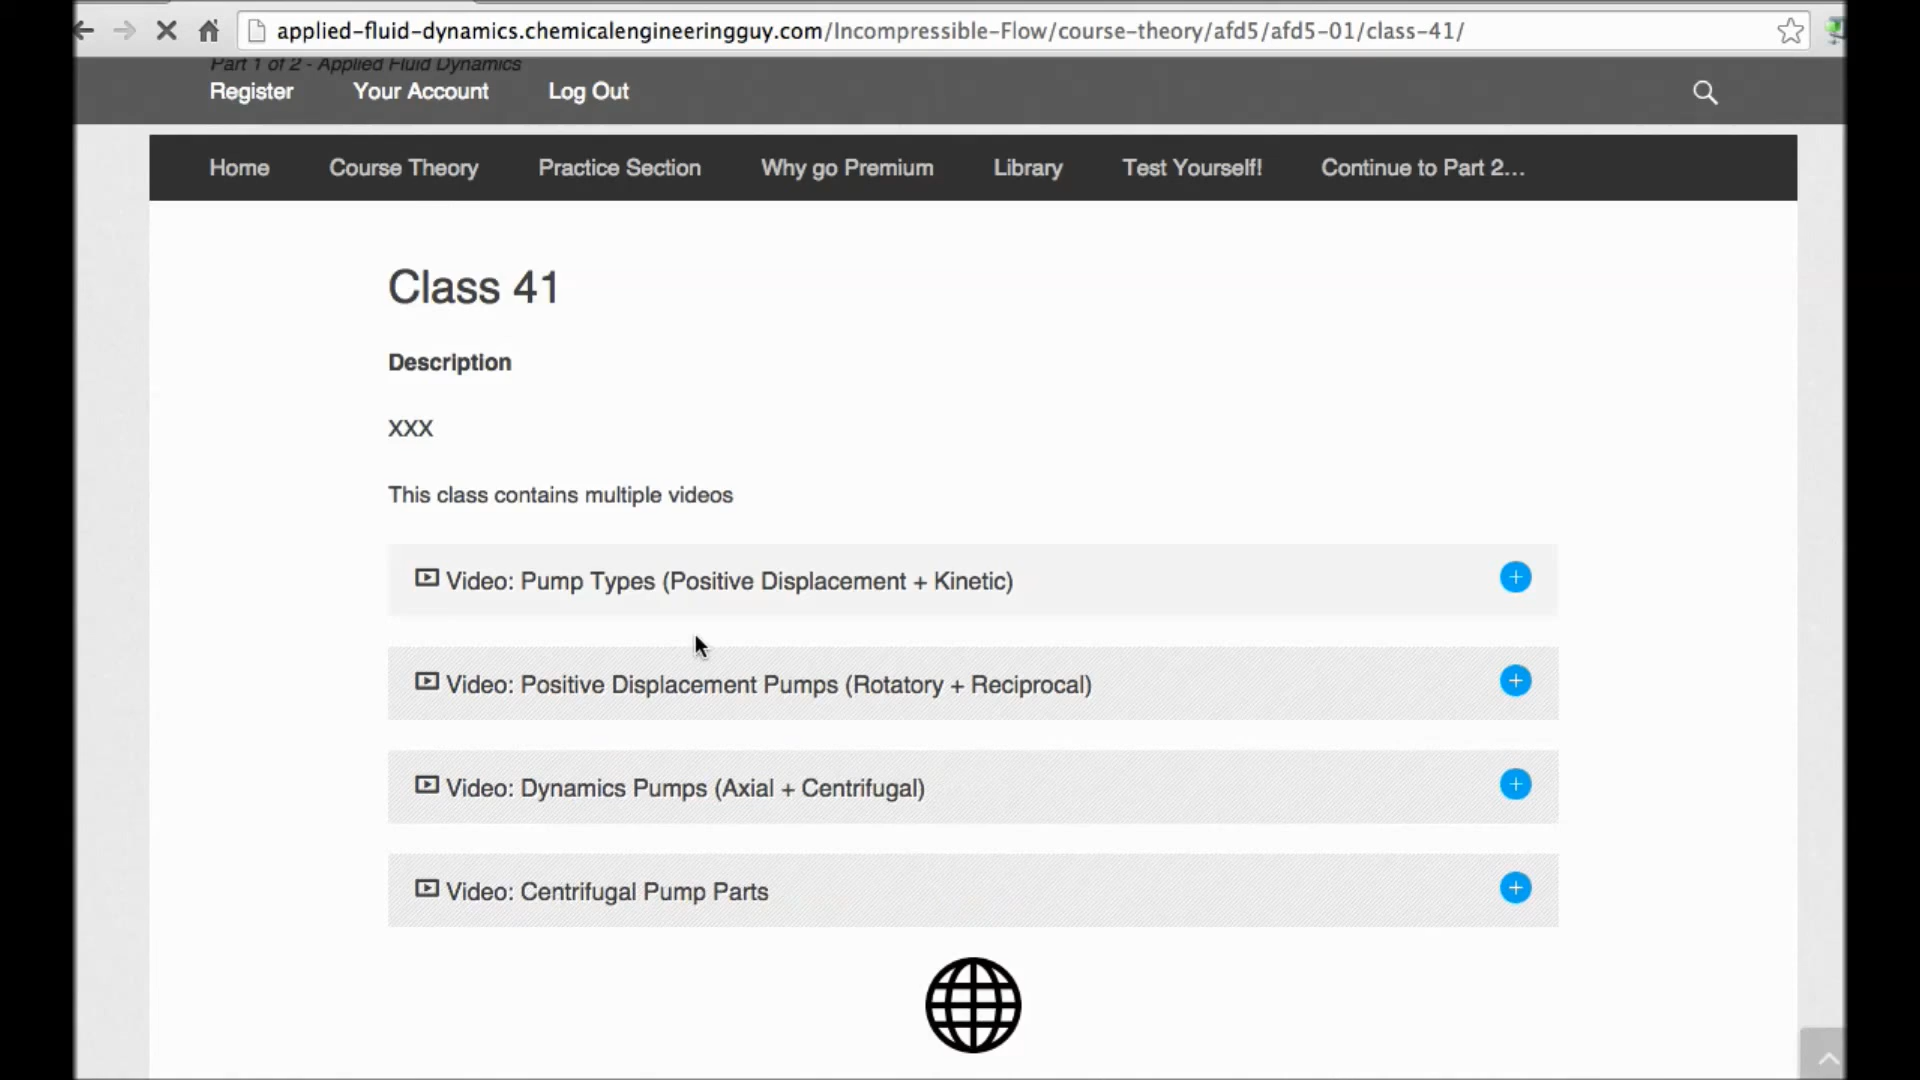 applied-fluid-dynamics.chemicalengineeringguy.com/Incompressible-Flow/course-theory/afd5/afd5-01/class-41/
Part 1 of 2 - Applied Fluid Dynamics
Register Your Account Log Out
Home Course Theory Practice Section Why go Premium Library Test Yourself! Continue to Part 2...
Class 41
Description
XXX
This class contains multiple videos
Video: Pump Types (Positive Displacement + Kinetic)
Video: Positive Displacement Pumps (Rotatory + Reciprocal)
Video: Dynamics Pumps (Axial + Centrifugal)
Video: Centrifugal Pump Parts